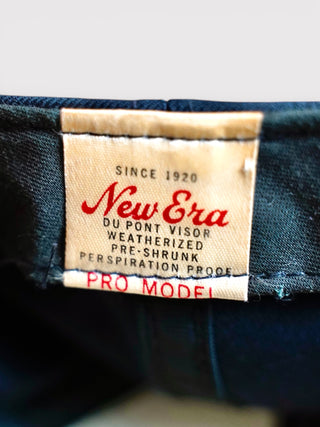 SINCE 1920
New Era
DU PONT VISOR
WEATHERIZED
PRE-SHRUNK
PERSPIRATION PROOF
PRO MODEL